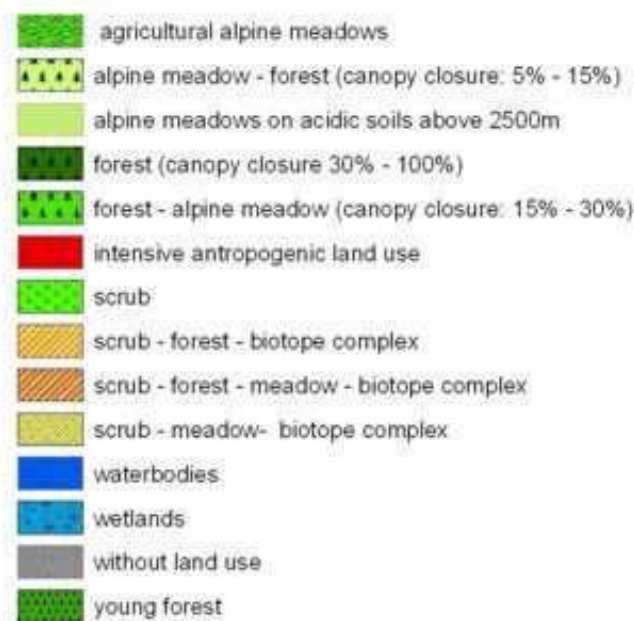 agricultural alpine meadows
alpine meadow - forest (canopy closure: 5% - 15%)
alpine meadows on acidic soils above 2500m
forest (canopy closure 30% - 100%)
forest - alpine meadow (canopy closure: 15% - 30%)
intensive antropogenic land use
scrub
scrub - forest - biotope complex
scrub - forest - meadow - biotope complex
scrub - meadow- biotope complex
waterbodies
wetlands
without land use
young forest